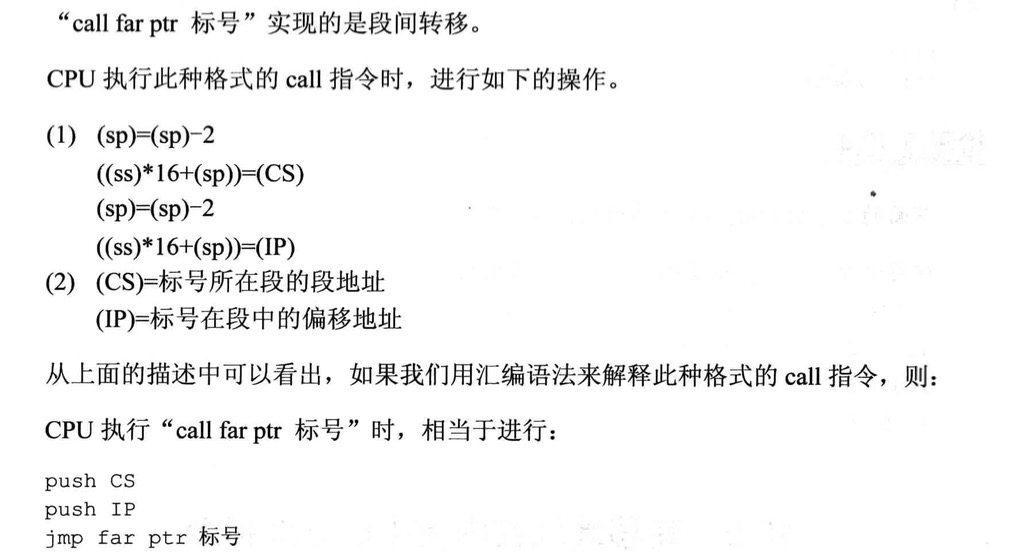 “call far ptr 标号”实现的是段间转移。
CPU 执行此种格式的 call 指令时，进行如下的操作。
(1) (sp)=(sp)−2
((ss)*16+(sp))=(CS)
(sp)=(sp)−2
((ss)*16+(sp))=(IP)
(2) (CS)=标号所在段的段地址
(IP)=标号在段中的偏移地址
从上面的描述中可以看出，如果我们用汇编语法来解释此种格式的 call 指令，则：
CPU 执行“call far ptr 标号”时，相当于进行：
push CS
push IP
jmp far ptr 标号